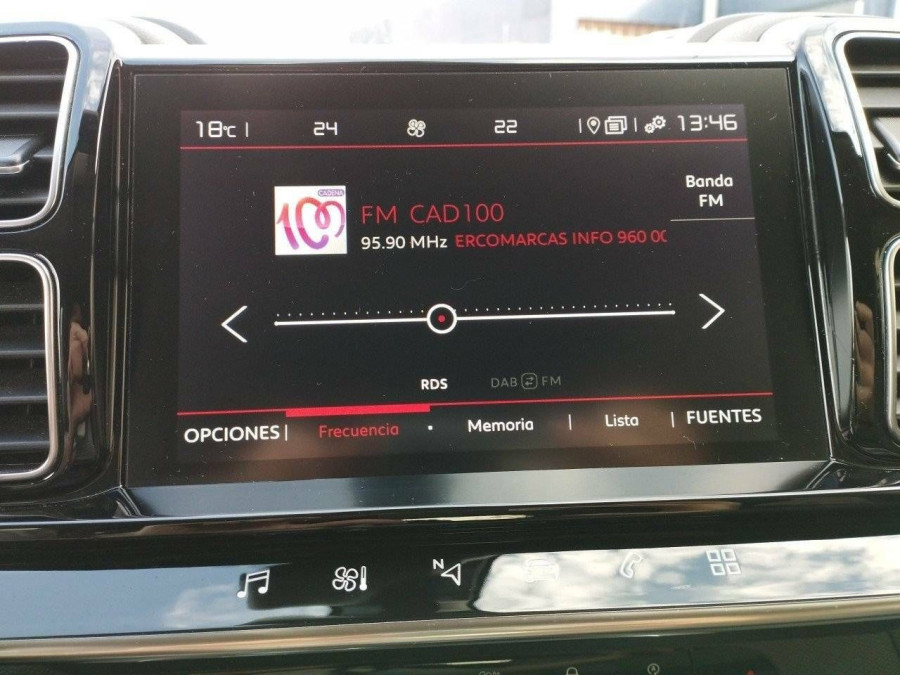 18°C 24 22 13:46
Banda
FM
CADENA
100
FM CAD100
95.90 MHz ERCOMARCAS INFO 960 00
RDS DAB FM
OPCIONES Frecuencia Memoria Lista FUENTES
N